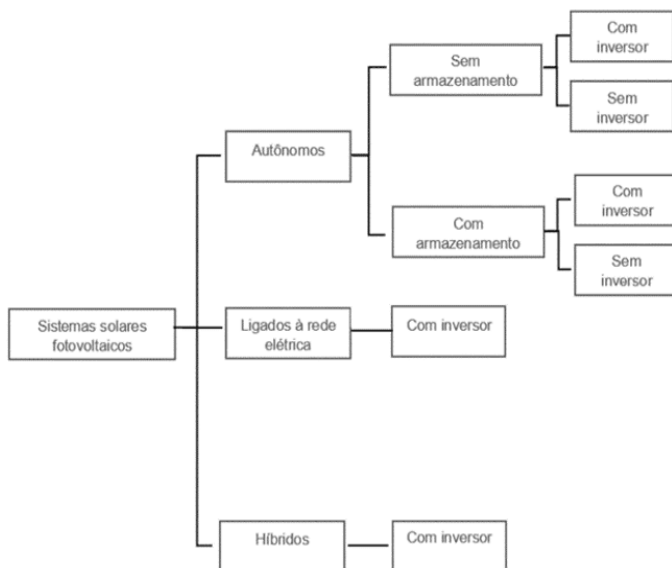 Com
inversor
Sem
armazenamento
Sem
inversor
Autônomos
Com
inversor
Com
armazenamento
Sem
inversor
Sistemas solares
fotovoltaicos
Ligados à rede
elétrica
Com inversor
Híbridos
Com inversor